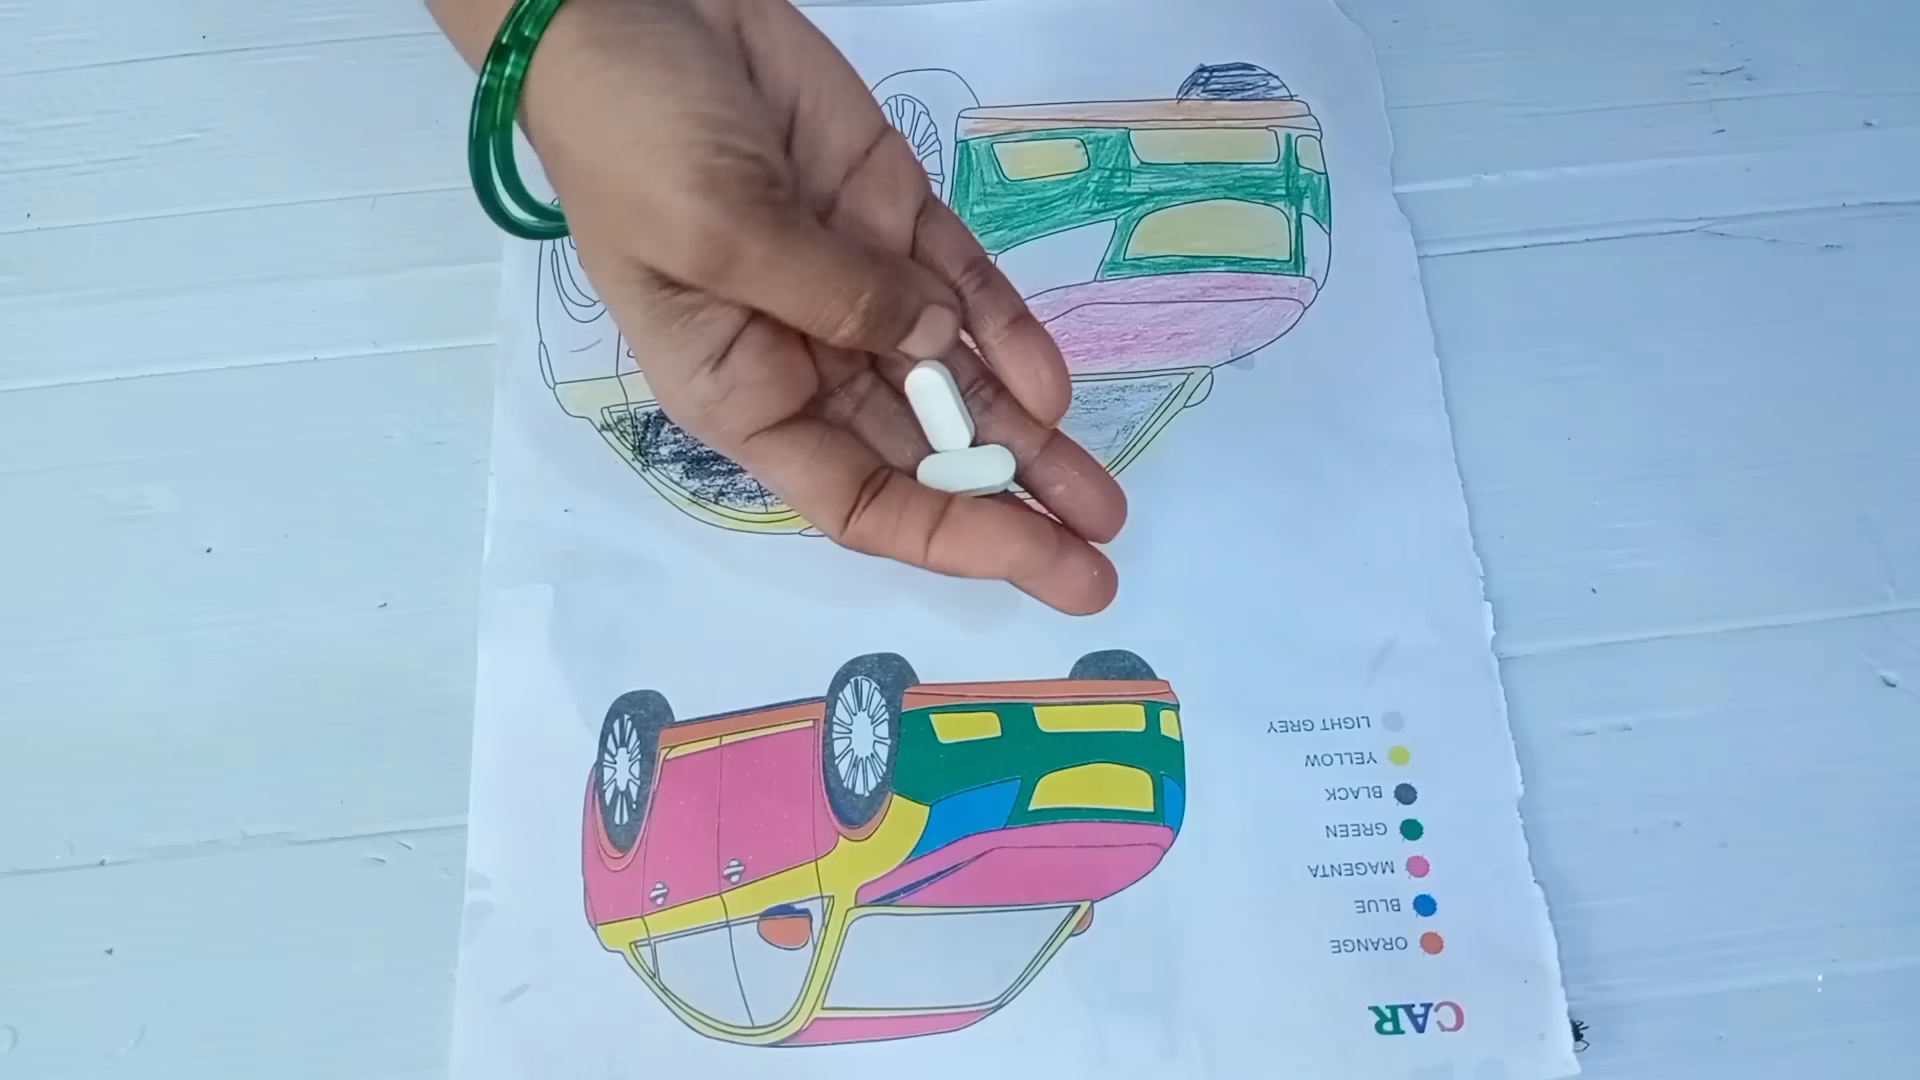 CAR
ORANGE
BLUE
MAGENTA
GREEN
BLACK
YELLOW
LIGHT GREY